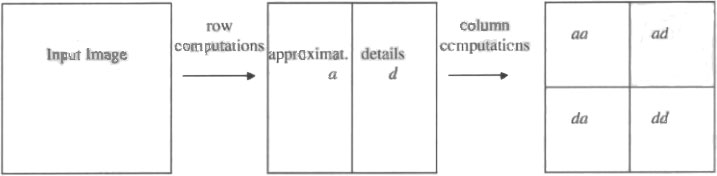 Input Image
row
computations
approximat.
a
details
d
column
computations
aa
ad
da
dd